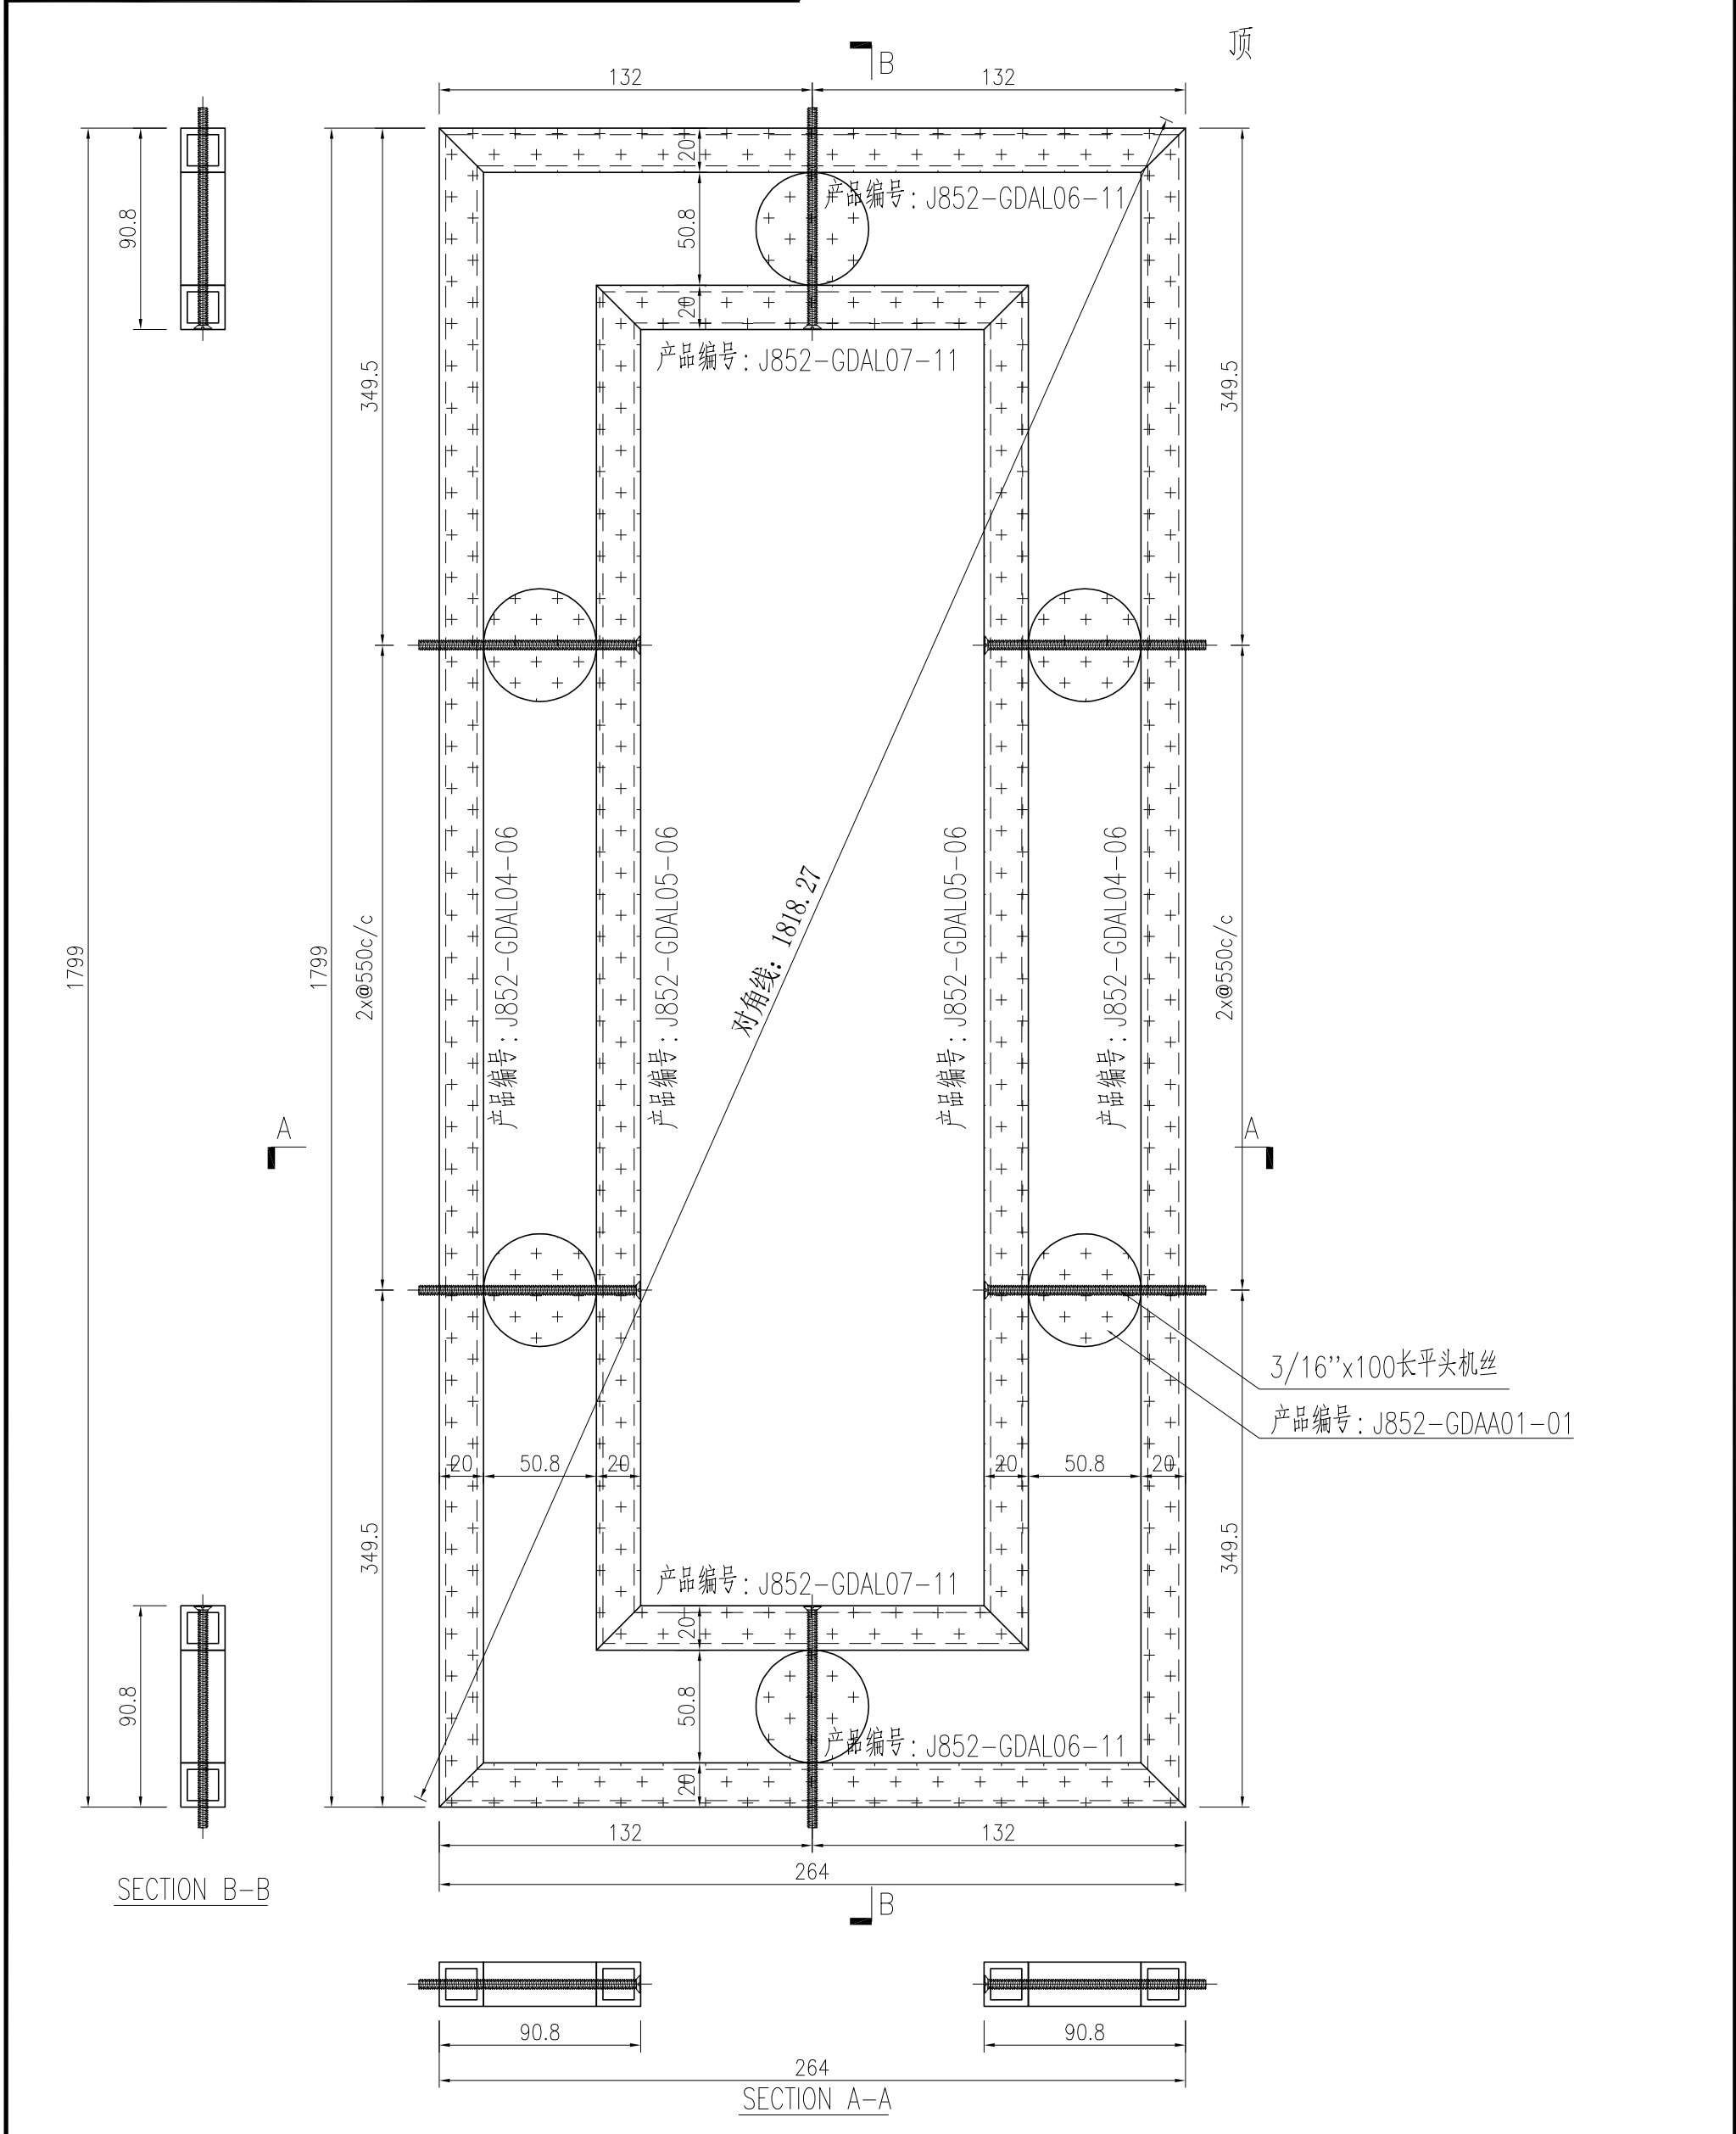 顶
B
132
132
20
产品编号：J852-GDAL06-11
90.8
50.8
20
产品编号：J852-GDAL07-11
349.5
349.5
产品编号：J852-GDAL04-06
产品编号：J852-GDAL05-06
产品编号：J852-GDAL05-06
产品编号：J852-GDAL04-06
对角线：1818.27
1799
1799
2x@550c/c
2x@550c/c
A
A
3/16''x100长平头机丝
产品编号：J852-GDAA01-01
20
50.8
20
20
50.8
20
349.5
349.5
产品编号：J852-GDAL07-11
20
90.8
50.8
产品编号：J852-GDAL06-11
20
132
132
264
SECTION B-B
B
90.8
90.8
264
SECTION A-A